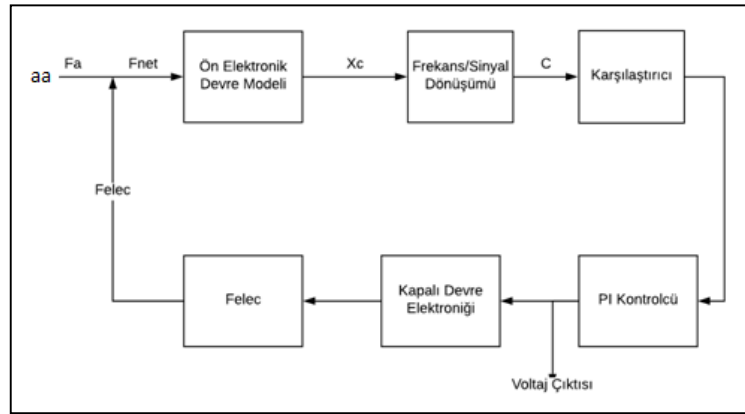 aa
Fa
Fnet
Ön Elektronik
Devre Modeli
Xc
Frekans/Sinyal
Dönüşümü
C
Karşılaştırıcı
Felec
Felec
Kapalı Devre
Elektroniği
PI Kontrolcü
Voltaj Çıktısı